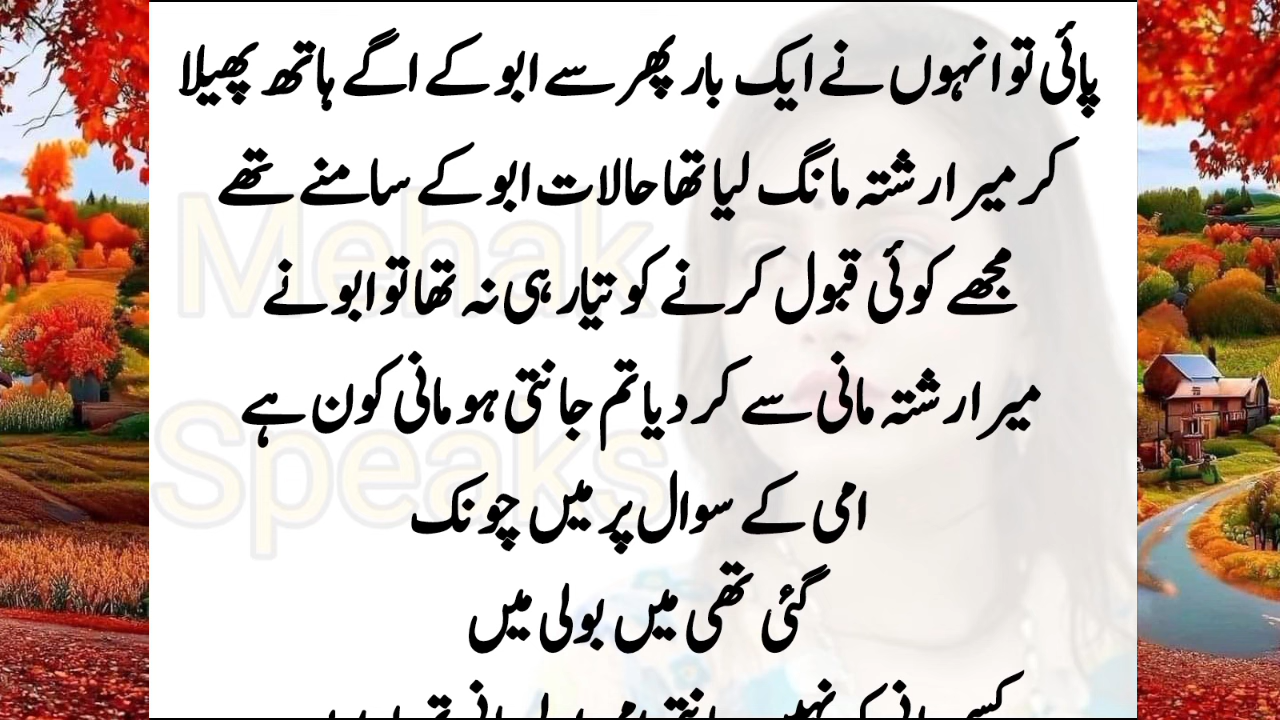 پائی تو انہوں نے ایک بار پھر سے ابو کے اگے ہاتھ پھیلا
کر میرا رشتہ مانگ لیا تھا حالات ابو کے سامنے تھے
مجھے کوئی قبول کرنے کو تیار ہی نہ تھا تو ابو نے
میرا رشتہ مانی سے کر دیا تم جانتی ہو مانی کون ہے
امی کے سوال پر میں چونک
گئی تھی میں بولی میں
Mehak
Speaks